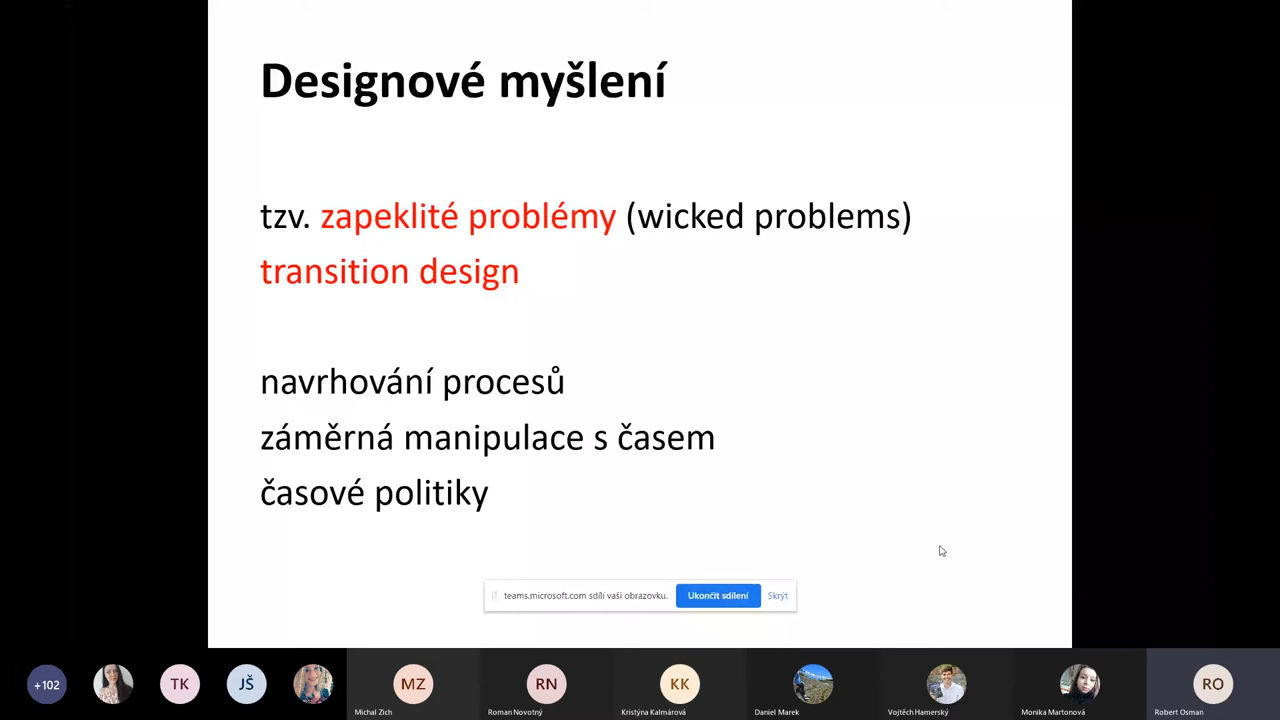 Designové myšlení
tzv. zapeklité problémy (wicked problems)
transition design
navrhování procesů
záměrná manipulace s časem
časové politiky
teams.microsoft.com sdílí vaši obrazovku.
Ukončit sdílení
Skrýt
+102
TK
JŠ
MZ
RN
KK
RO
Michal Zich
Roman Novotný
Kristýna Kalmárová
Daniel Marek
Vojtěch Hamerský
Monika Martonová
Robert Osman